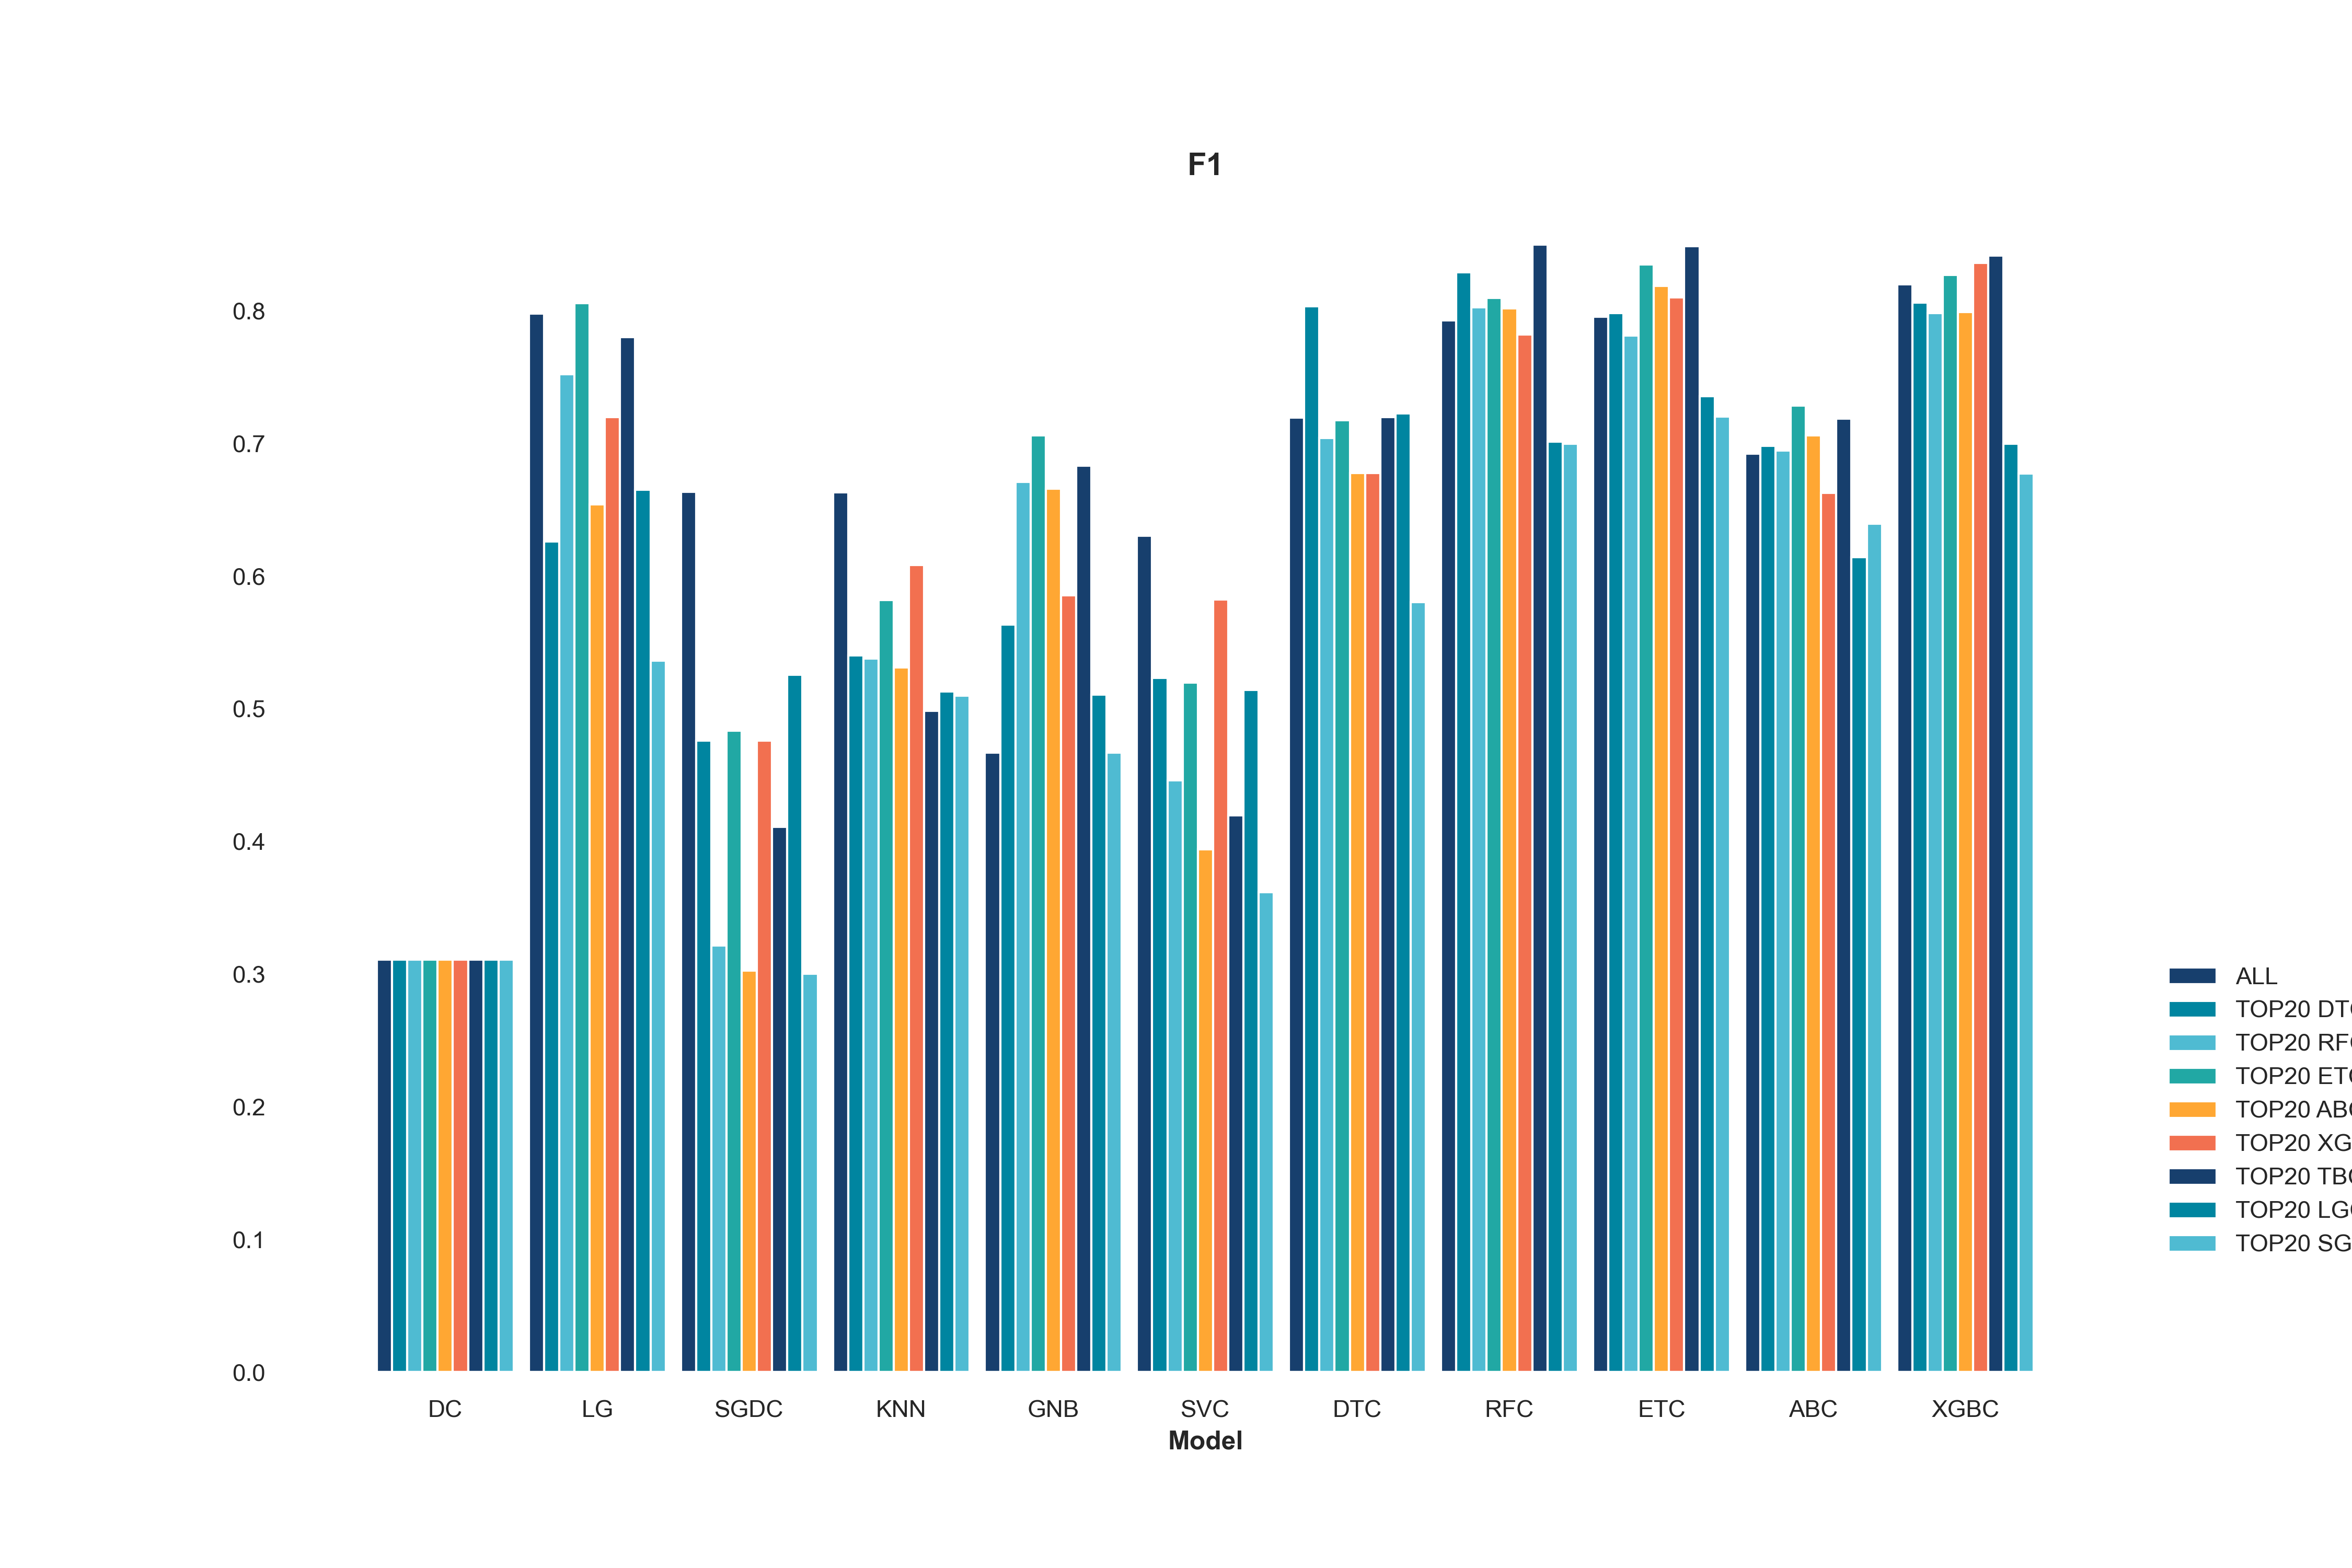 F1
0.8
0.7
0.6
0.5
0.4
0.3
0.2
0.1
0.0
DC LG SGDC KNN GNB SVC DTC RFC ETC ABC XGBC
Model
ALL
TOP20 DT
TOP20 RF
TOP20 ET
TOP20 AB
TOP20 XG
TOP20 TB
TOP20 LG
TOP20 SG